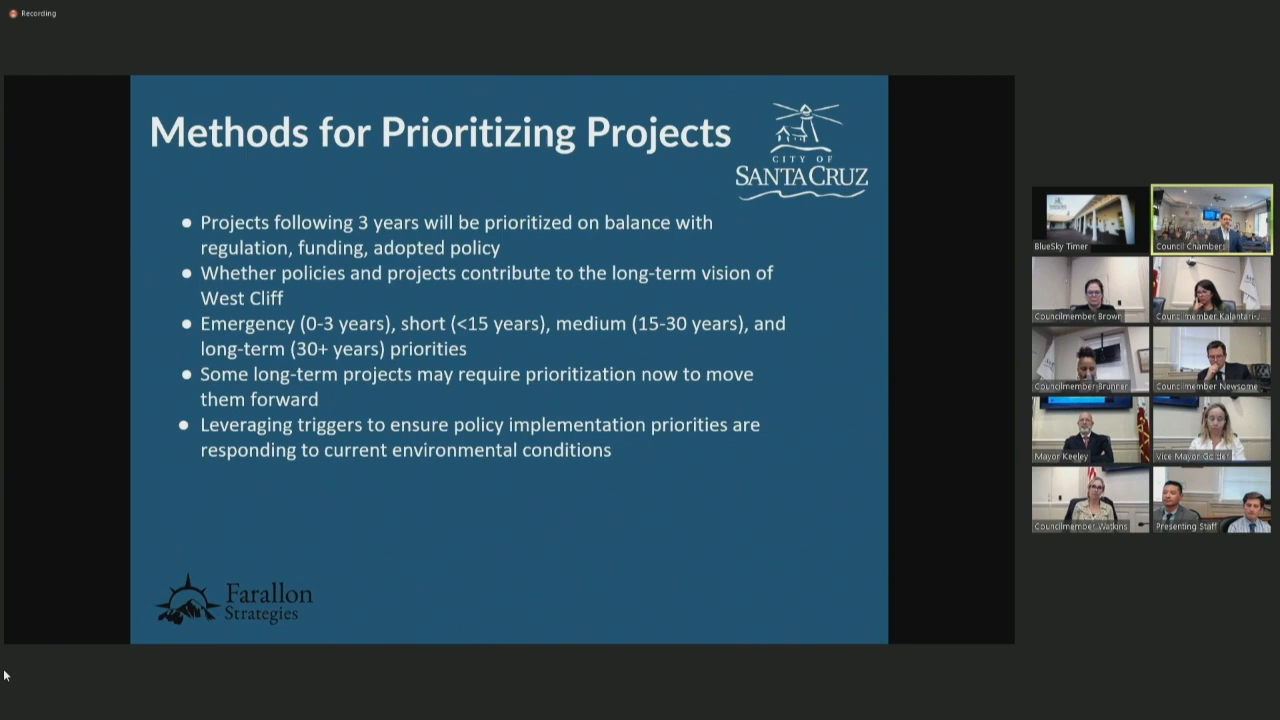 Recording
Methods for Prioritizing Projects
CITY OF
SANTA CRUZ
● Projects following 3 years will be prioritized on balance with
regulation, funding, adopted policy
● Whether policies and projects contribute to the long-term vision of
West Cliff
● Emergency (0-3 years), short (<15 years), medium (15-30 years), and
long-term (30+ years) priorities
● Some long-term projects may require prioritization now to move
them forward
● Leveraging triggers to ensure policy implementation priorities are
responding to current environmental conditions
Farallon
Strategies
BlueSky Timer
Council Chambers
Councilmember Brown
Councilmember Kalantari-J...
Councilmember Brunner
Councilmember Newsome
Mayor Keeley
Vice Mayor Golder
Councilmember Watkins
Presenting Staff